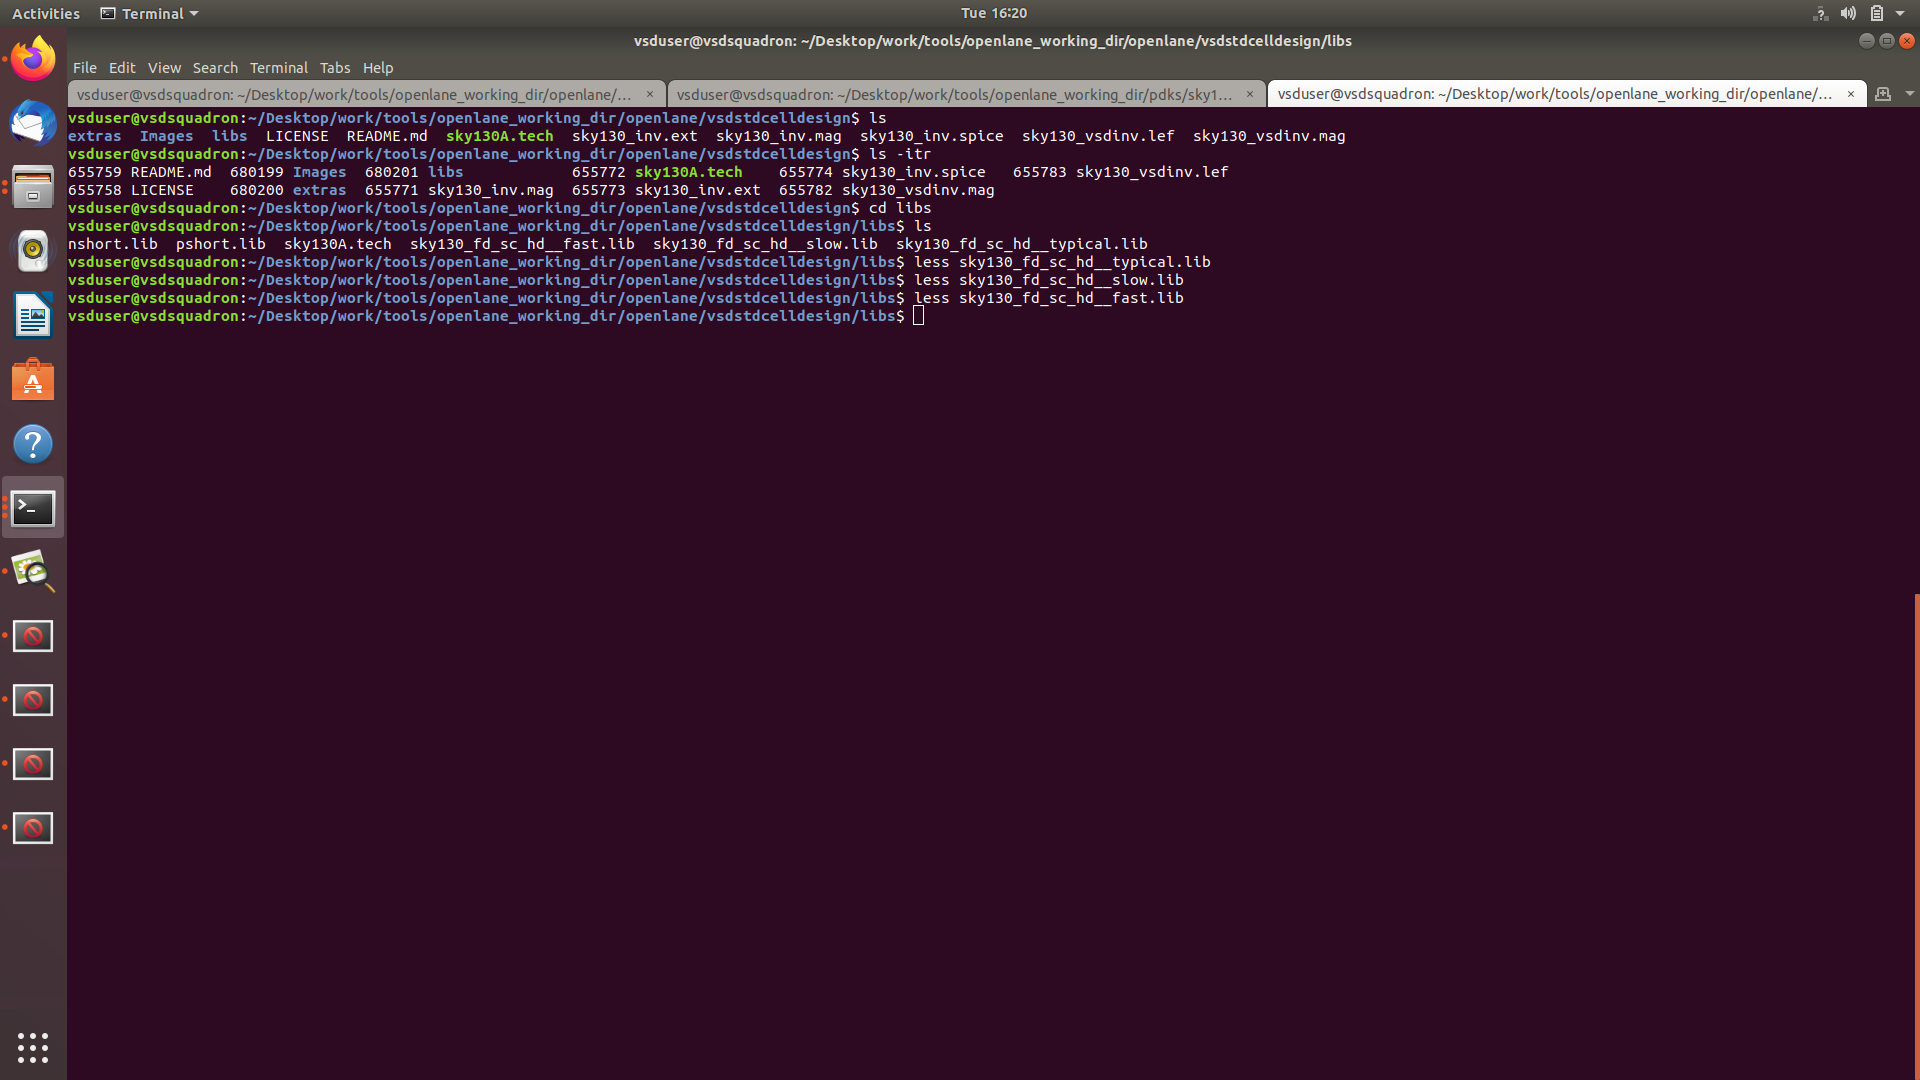 Activities Terminal Tue 16:20
vsduser@vsdsquadron: ~/Desktop/work/tools/openlane_working_dir/openlane/vsdstdcelldesign/libs
File Edit View Search Terminal Tabs Help
vsduser@vsdsquadron: ~/Desktop/work/tools/openlane_working_dir/openlane/... × vsduser@vsdsquadron: ~/Desktop/work/tools/openlane_working_dir/pdks/sky1... × vsduser@vsdsquadron: ~/Desktop/work/tools/openlane_working_dir/openlane/... ×
vsduser@vsdsquadron:~/Desktop/work/tools/openlane_working_dir/openlane/vsdstdcelldesign$ ls
extras  Images  libs  LICENSE  README.md  sky130A.tech  sky130_inv.ext  sky130_inv.mag  sky130_inv.spice  sky130_vsdinv.lef  sky130_vsdinv.mag
vsduser@vsdsquadron:~/Desktop/work/tools/openlane_working_dir/openlane/vsdstdcelldesign$ ls -itr
655759 README.md  680199 Images  680201 libs            655772 sky130A.tech    655774 sky130_inv.spice   655783 sky130_vsdinv.lef
655758 LICENSE    680200 extras  655771 sky130_inv.mag  655773 sky130_inv.ext  655782 sky130_vsdinv.mag
vsduser@vsdsquadron:~/Desktop/work/tools/openlane_working_dir/openlane/vsdstdcelldesign$ cd libs
vsduser@vsdsquadron:~/Desktop/work/tools/openlane_working_dir/openlane/vsdstdcelldesign/libs$ ls
nshort.lib  pshort.lib  sky130A.tech  sky130_fd_sc_hd__fast.lib  sky130_fd_sc_hd__slow.lib  sky130_fd_sc_hd__typical.lib
vsduser@vsdsquadron:~/Desktop/work/tools/openlane_working_dir/openlane/vsdstdcelldesign/libs$ less sky130_fd_sc_hd__typical.lib
vsduser@vsdsquadron:~/Desktop/work/tools/openlane_working_dir/openlane/vsdstdcelldesign/libs$ less sky130_fd_sc_hd__slow.lib
vsduser@vsdsquadron:~/Desktop/work/tools/openlane_working_dir/openlane/vsdstdcelldesign/libs$ less sky130_fd_sc_hd__fast.lib
vsduser@vsdsquadron:~/Desktop/work/tools/openlane_working_dir/openlane/vsdstdcelldesign/libs$